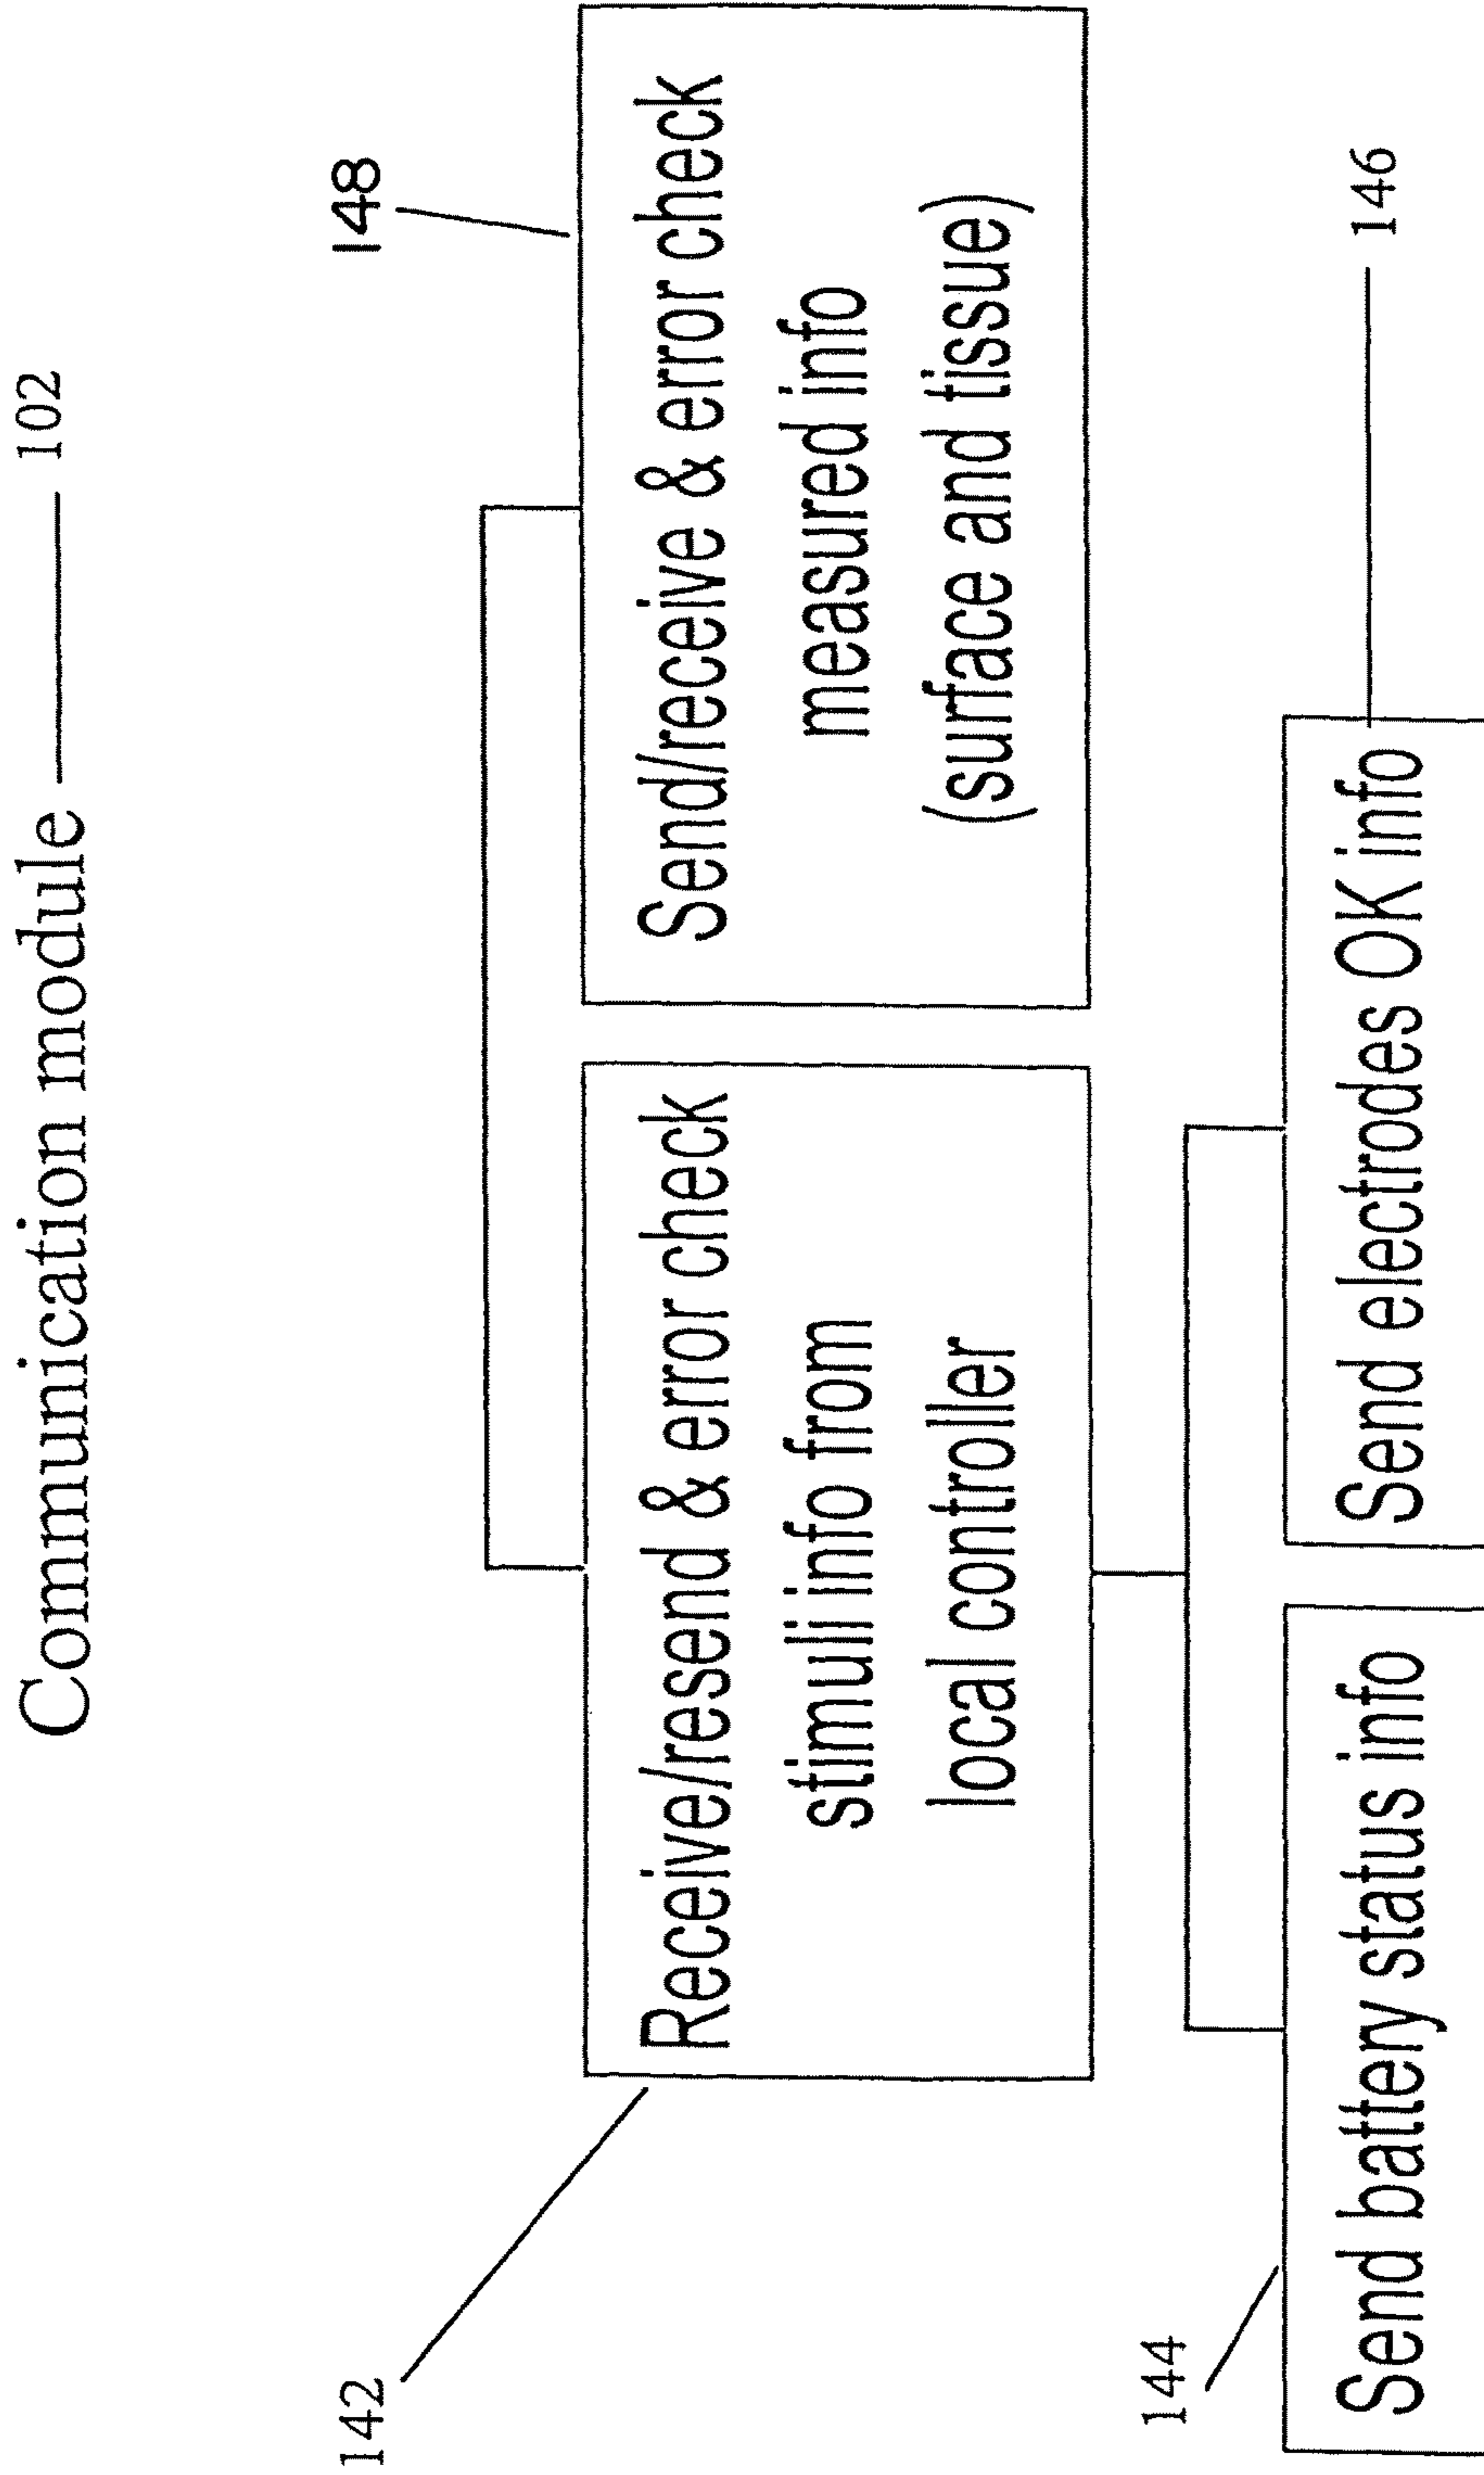 Communication module 102
142
148
Receive/resend & error check
stimuli info from
local controller
Send/receive & error check
measured info
(surface and tissue)
144
146
Send battery status info
Send electrodes OK info